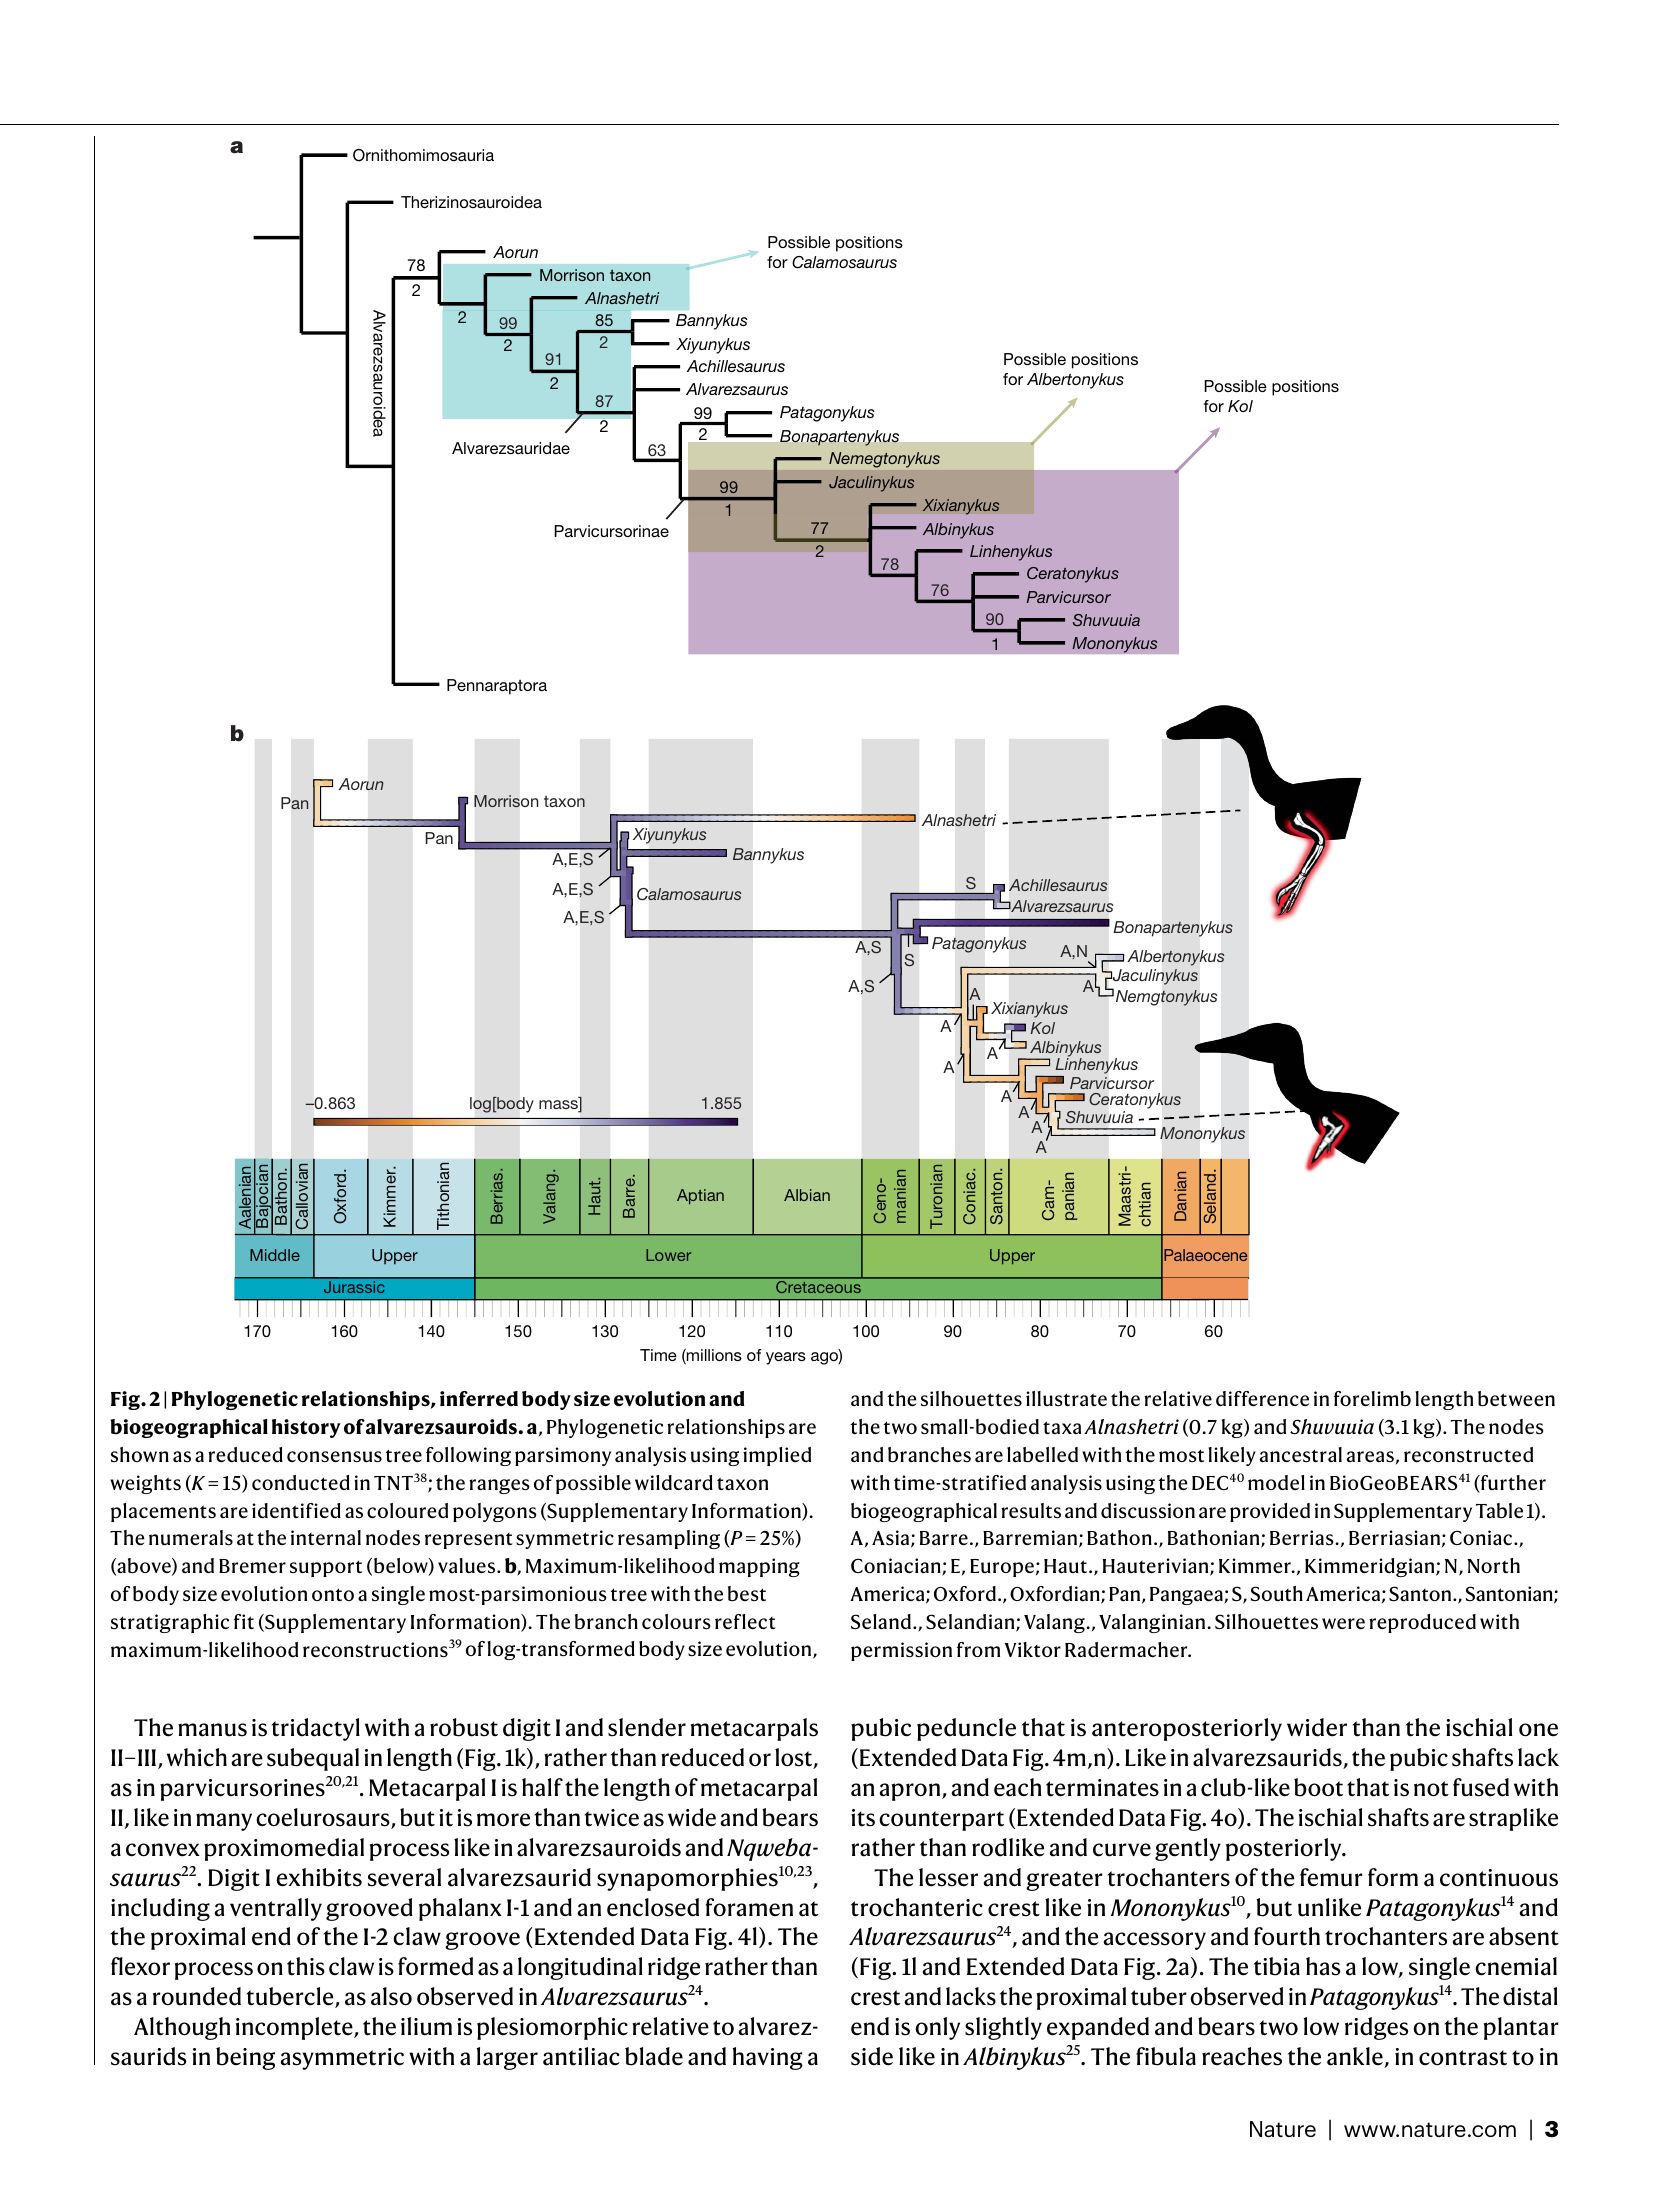 a
Ornithomimosauria
Therizinosauroidea
Possible positions
for Calamosaurus
Aorun
78
2
Morrison taxon
Alnashetri
2
99
2
85
2
Bannykus
Xiyunykus
Alvarezsauroidea
91
2
Achillesaurus
Alvarezsaurus
Possible positions
for Albertonykus
Possible positions
for Kol
87
2
99
2
Patagonykus
Bonapartenykus
Alvarezsauridae
63
Nemegtonykus
Jaculinykus
99
1
Xixianykus
Parvicursorinae
77
2
Albinykus
Linhenykus
78
Ceratonykus
76
Parvicursor
90
1
Shuvuuia
Mononykus
Pennaraptora
b
Aorun
Pan
Morrison taxon
Pan
Alnashetri
Xiyunykus
A,E,S
Bannykus
A,E,S
Calamosaurus
A,E,S
S
Achillesaurus
Alvarezsaurus
Bonapartenykus
A,S
S
Patagonykus
A,N
Albertonykus
Jaculinykus
A,S
A
Nemgtonykus
A
Xixianykus
A
Kol
A
Albinykus
A
Linhenykus
Parvicursor
A
Ceratonykus
A
Shuvuuia
A
Mononykus
A
–0.863
log[body mass]
1.855
Aalenian
Bajocian
Bathon.
Callovian
Oxford.
Kimmer.
Tithonian
Berrias.
Valang.
Haut.
Barre.
Aptian
Albian
Ceno-
manian
Turonian
Coniac.
Santon.
Cam-
panian
Maastri-
chtian
Danian
Seland.
Middle
Upper
Lower
Upper
Palaeocene
Jurassic
Cretaceous
170 160 140 150 130 120 110 100 90 80 70 60
Time (millions of years ago)
Fig. 2 | Phylogenetic relationships, inferred body size evolution and
biogeographical history of alvarezsauroids. a, Phylogenetic relationships are
shown as a reduced consensus tree following parsimony analysis using implied
weights (K = 15) conducted in TNT38; the ranges of possible wildcard taxon
placements are identified as coloured polygons (Supplementary Information).
The numerals at the internal nodes represent symmetric resampling (P = 25%)
(above) and Bremer support (below) values. b, Maximum-likelihood mapping
of body size evolution onto a single most-parsimonious tree with the best
stratigraphic fit (Supplementary Information). The branch colours reflect
maximum-likelihood reconstructions39 of log-transformed body size evolution,
and the silhouettes illustrate the relative difference in forelimb length between
the two small-bodied taxa Alnashetri (0.7 kg) and Shuvuuia (3.1 kg). The nodes
and branches are labelled with the most likely ancestral areas, reconstructed
with time-stratified analysis using the DEC40 model in BioGeoBEARS41 (further
biogeographical results and discussion are provided in Supplementary Table 1).
A, Asia; Barre., Barremian; Bathon., Bathonian; Berrias., Berriasian; Coniac.,
Coniacian; E, Europe; Haut., Hauterivian; Kimmer., Kimmeridgian; N, North
America; Oxford., Oxfordian; Pan, Pangaea; S, South America; Santon., Santonian;
Seland., Selandian; Valang., Valanginian. Silhouettes were reproduced with
permission from Viktor Radermacher.
The manus is tridactyl with a robust digit I and slender metacarpals
II–III, which are subequal in length (Fig. 1k), rather than reduced or lost,
as in parvicursorines20,21. Metacarpal I is half the length of metacarpal
II, like in many coelurosaurs, but it is more than twice as wide and bears
a convex proximomedial process like in alvarezsauroids and Nqweba-
saurus22. Digit I exhibits several alvarezsaurid synapomorphies10,23,
including a ventrally grooved phalanx I-1 and an enclosed foramen at
the proximal end of the I-2 claw groove (Extended Data Fig. 4l). The
flexor process on this claw is formed as a longitudinal ridge rather than
as a rounded tubercle, as also observed in Alvarezsaurus24.
Although incomplete, the ilium is plesiomorphic relative to alvarez-
saurids in being asymmetric with a larger antiliac blade and having a
pubic peduncle that is anteroposteriorly wider than the ischial one
(Extended Data Fig. 4m,n). Like in alvarezsaurids, the pubic shafts lack
an apron, and each terminates in a club-like boot that is not fused with
its counterpart (Extended Data Fig. 4o). The ischial shafts are straplike
rather than rodlike and curve gently posteriorly.
The lesser and greater trochanters of the femur form a continuous
trochanteric crest like in Mononykus10, but unlike Patagonykus14 and
Alvarezsaurus24, and the accessory and fourth trochanters are absent
(Fig. 1l and Extended Data Fig. 2a). The tibia has a low, single cnemial
crest and lacks the proximal tuber observed in Patagonykus14. The distal
end is only slightly expanded and bears two low ridges on the plantar
side like in Albinykus25. The fibula reaches the ankle, in contrast to in
Nature | www.nature.com | 3